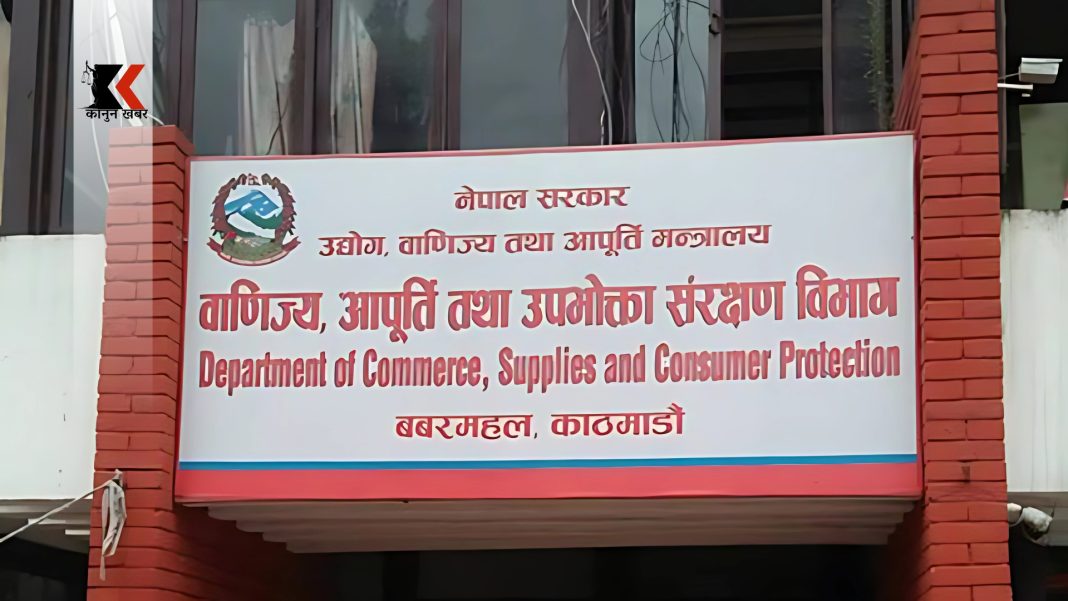 कानुन खबर
नेपाल सरकार
उद्योग, वाणिज्य तथा आपूर्ति मन्त्रालय
वाणिज्य, आपूर्ति तथा उपभोक्ता संरक्षण विभाग
Department of Commerce, Supplies and Consumer Protection
बबरमहल, काठमाडौं